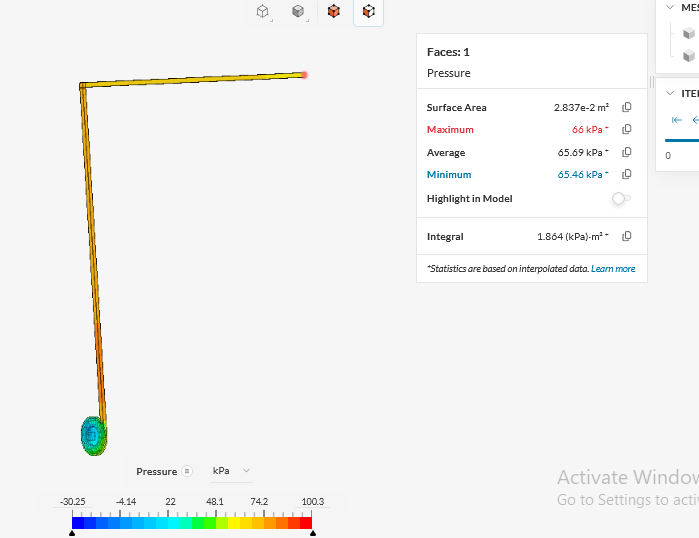 MES
Faces: 1
Pressure
Surface Area 2.837e-2 m²
Maximum 66 kPa *
Average 65.69 kPa *
Minimum 65.46 kPa *
Highlight in Model
Integral 1.864 (kPa)·m² *
*Statistics are based on interpolated data. Learn more
ITE
0
Pressure kPa
-30.25 -4.14 22 48.1 74.2 100.3
Activate Window
Go to Settings to activ